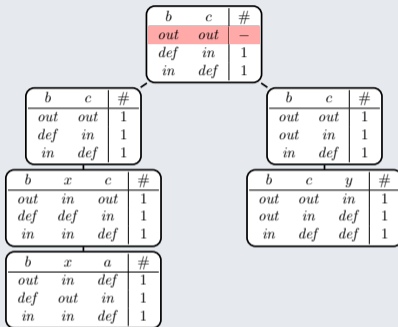 b c #
out out –
def in 1
in def 1
b c #
out out 1
def in 1
in def 1
b c #
out out 1
out in 1
in def 1
b x c #
out in out 1
def def in 1
in in def 1
b c y #
out out in 1
out in def 1
in def def 1
b x a #
out in def 1
def out in 1
in in def 1